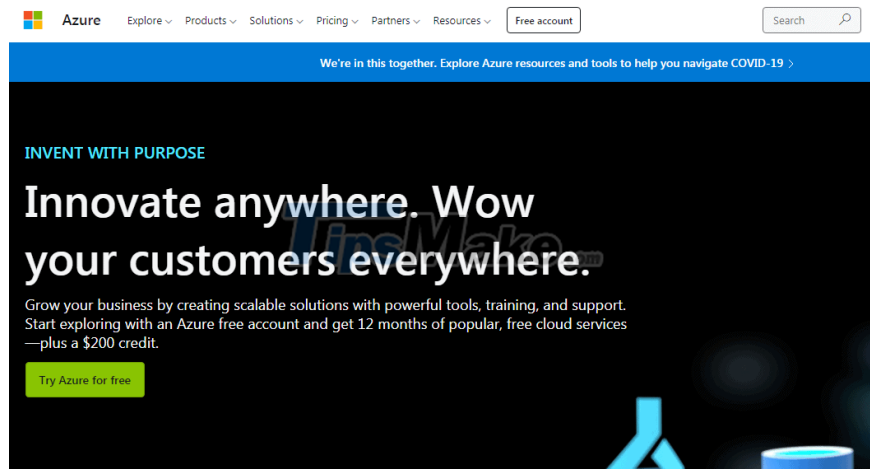 Azure Explore Products Solutions Pricing Partners Resources Free account Search
We're in this together. Explore Azure resources and tools to help you navigate COVID-19
INVENT WITH PURPOSE
Innovate anywhere. Wow
your customers everywhere.
TipsMake.com
Grow your business by creating scalable solutions with powerful tools, training, and support.
Start exploring with an Azure free account and get 12 months of popular, free cloud services
—plus a $200 credit.
Try Azure for free